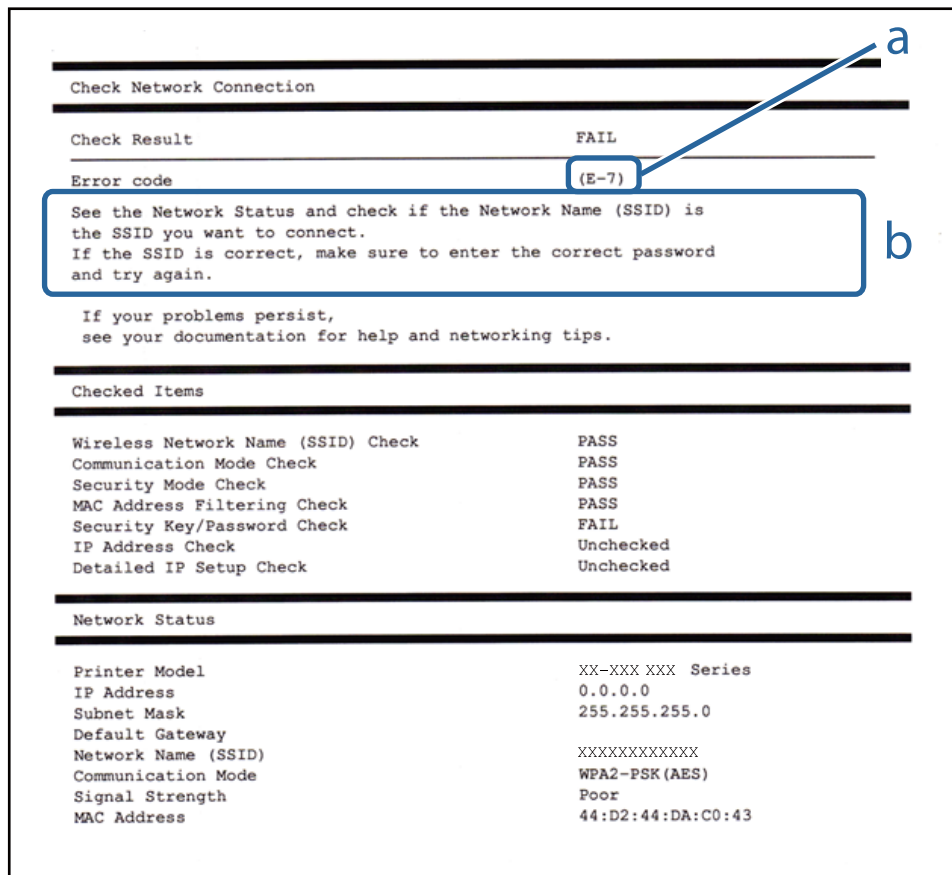 a
Check Network Connection
Check Result FAIL
Error code (E-7)
See the Network Status and check if the Network Name (SSID) is
the SSID you want to connect.
If the SSID is correct, make sure to enter the correct password
and try again.
b
If your problems persist,
see your documentation for help and networking tips.
Checked Items
Wireless Network Name (SSID) Check PASS
Communication Mode Check PASS
Security Mode Check PASS
MAC Address Filtering Check PASS
Security Key/Password Check FAIL
IP Address Check Unchecked
Detailed IP Setup Check Unchecked
Network Status
Printer Model XX-XXX XXX Series
IP Address 0.0.0.0
Subnet Mask 255.255.255.0
Default Gateway
Network Name (SSID) XXXXXXXXXXXX
Communication Mode WPA2-PSK(AES)
Signal Strength Poor
MAC Address 44:D2:44:DA:C0:43